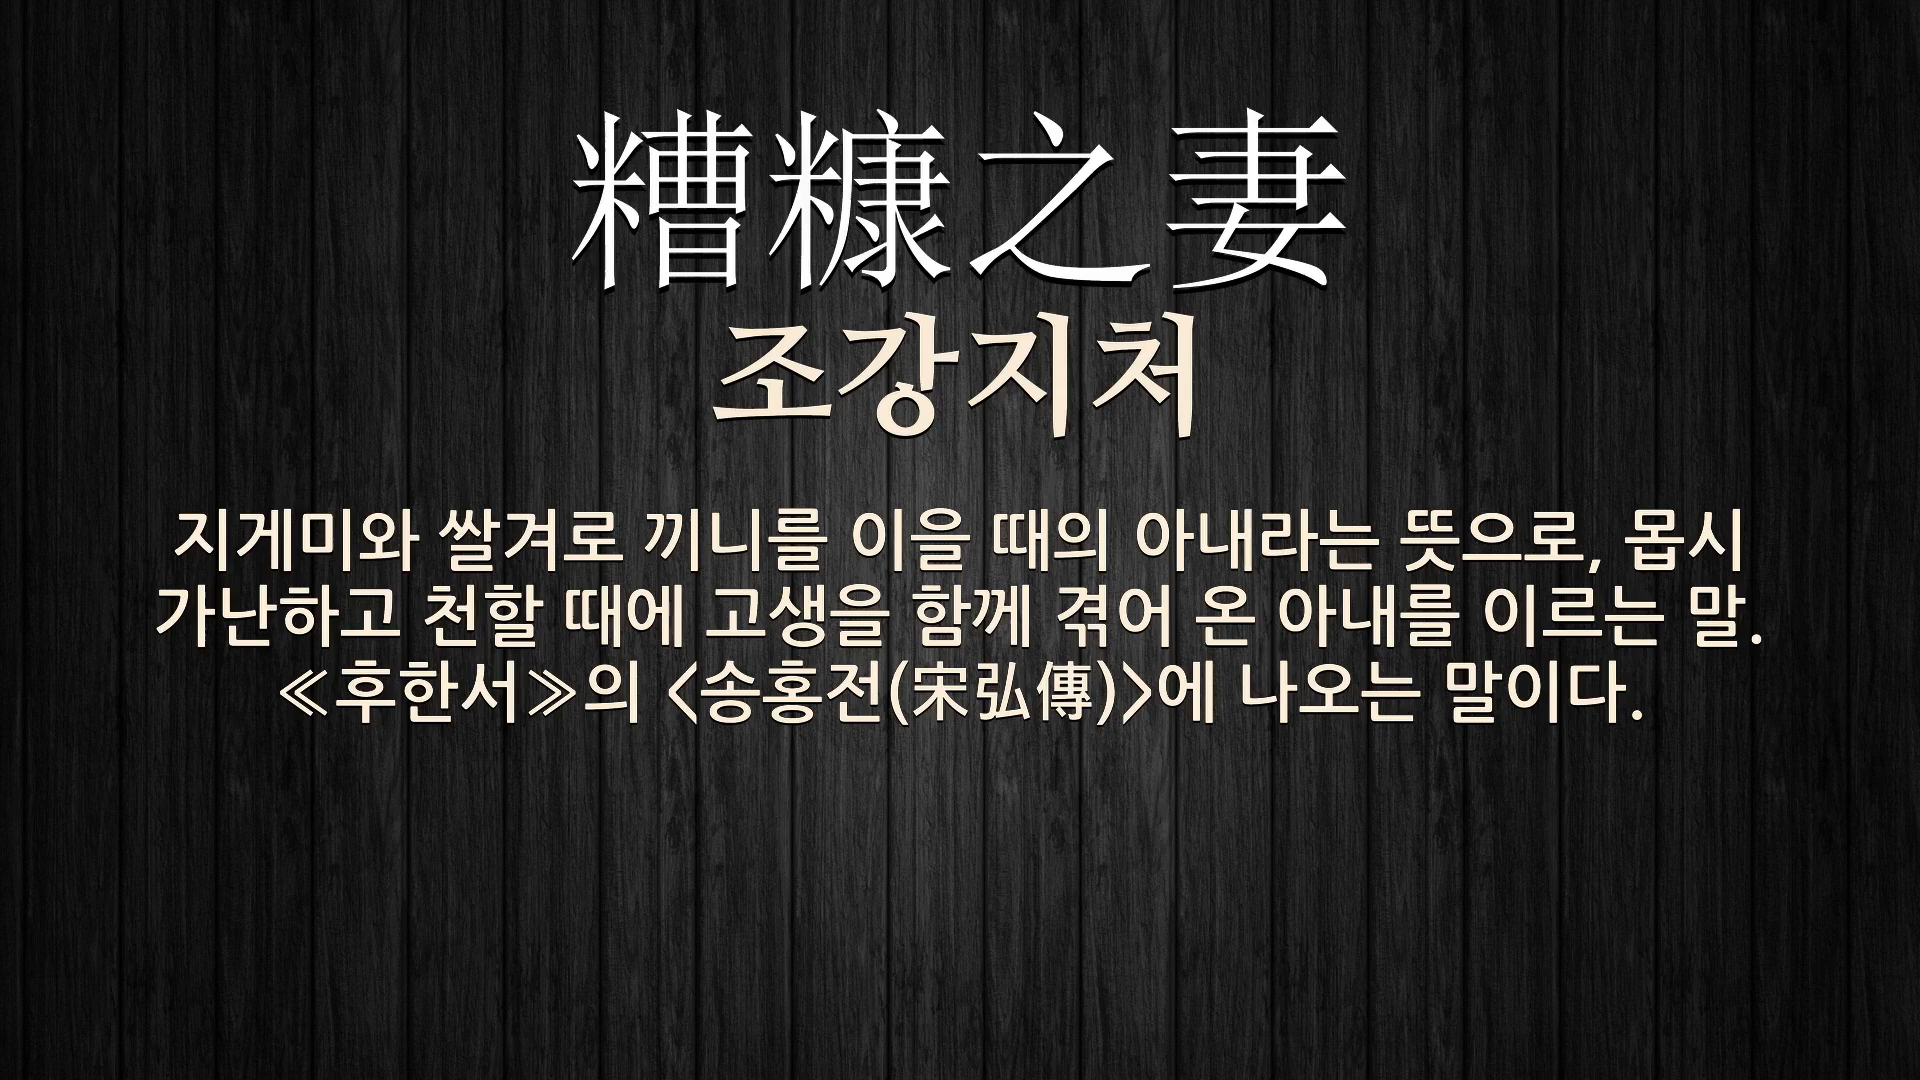 糟糠之妻
조강지처
지게미와 쌀겨로 끼니를 이을 때의 아내라는 뜻으로, 몹시
가난하고 천할 때에 고생을 함께 겪어 온 아내를 이르는 말.
≪후한서≫의 <송홍전(宋弘傳)>에 나오는 말이다.